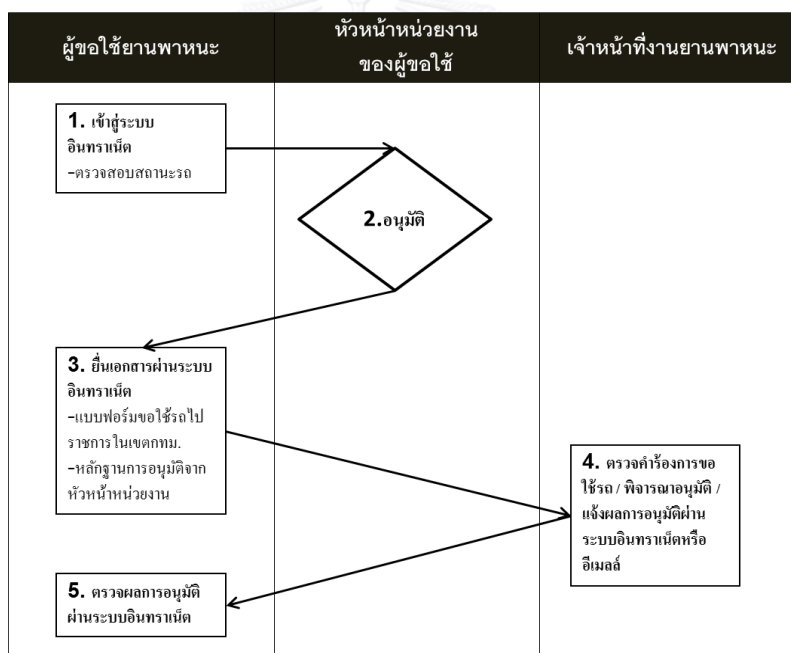 ผู้ขอใช้ยานพาหนะ
หัวหน้าหน่วยงาน
ของผู้ขอใช้
เจ้าหน้าที่งานยานพาหนะ
1. เข้าสู่ระบบ
อินทราเน็ต
-ตรวจสอบสถานะรถ
2.อนุมัติ
3. ยื่นเอกสารผ่านระบบ
อินทราเน็ต
-แบบฟอร์มขอใช้รถไป
ราชการในเขตกทม.
-หลักฐานการอนุมัติจาก
หัวหน้าหน่วยงาน
4. ตรวจคำร้องการขอ
ใช้รถ / พิจารณาอนุมัติ /
แจ้งผลการอนุมัติผ่าน
ระบบอินทราเน็ตหรือ
อีเมลล์
5. ตรวจผลการอนุมัติ
ผ่านระบบอินทราเน็ต